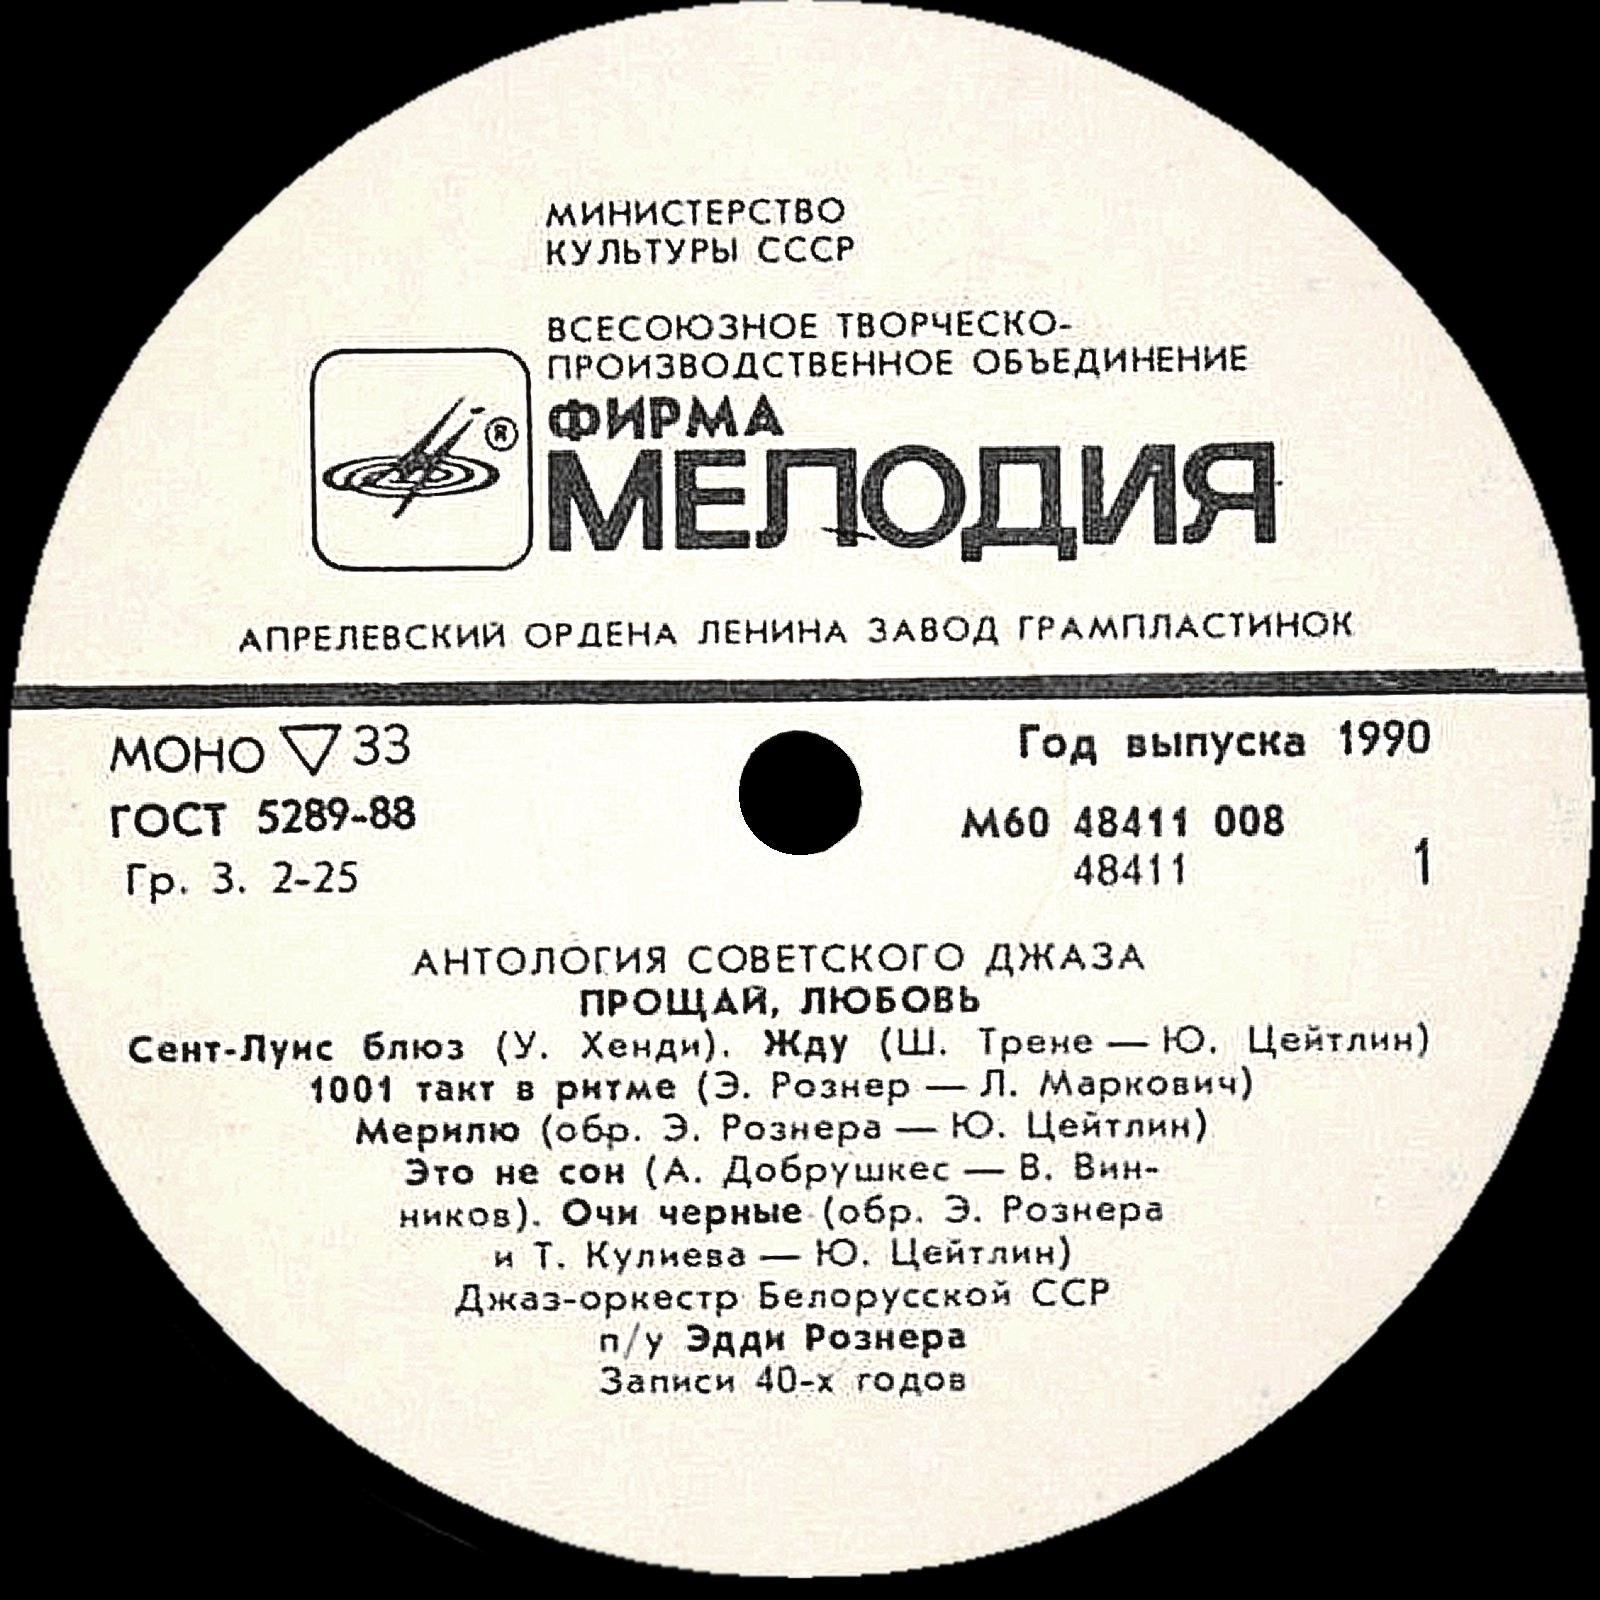 МИНИСТЕРСТВО
КУЛЬТУРЫ СССР
ВСЕСОЮЗНОЕ ТВОРЧЕСКО-
ПРОИЗВОДСТВЕННОЕ ОБЪЕДИНЕНИЕ
ФИРМА
®
МЕЛОДИЯ
АПРЕЛЕВСКИЙ ОРДЕНА ЛЕНИНА ЗАВОД ГРАМПЛАСТИНОК
МОНО ▽ 33
Год выпуска 1990
ГОСТ 5289-88
М60 48411 008
Гр. 3. 2-25
48411
1
АНТОЛОГИЯ СОВЕТСКОГО ДЖАЗА
ПРОЩАЙ, ЛЮБОВЬ
Сент-Луис блюз (У. Хенди). Жду (Ш. Трене — Ю. Цейтлин)
1001 такт в ритме (Э. Рознер — Л. Маркович)
Мерилю (обр. Э. Рознера — Ю. Цейтлин)
Это не сон (А. Добрушкес — В. Вин-
ников). Очи черные (обр. Э. Рознера
и Т. Кулиева — Ю. Цейтлин)
Джаз-оркестр Белорусской ССР
п/у Эдди Рознера
Записи 40-х годов